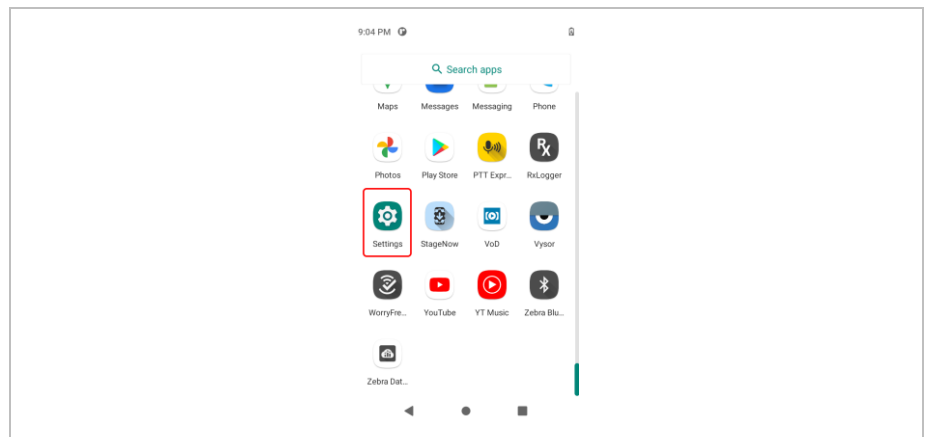 9:04 PM
Search apps
Maps Messages Messaging Phone
Photos Play Store PTT Expr... RxLogger
Settings StageNow VoD Vysor
WorryFre... YouTube YT Music Zebra Blu...
Zebra Dat...